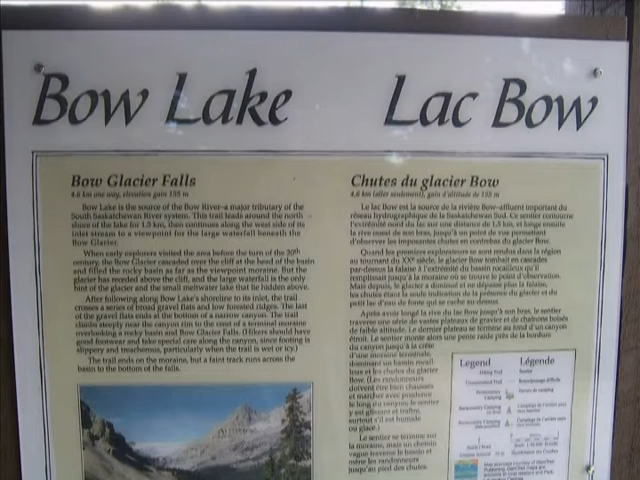 Bow Lake
Lac Bow
Bow Glacier Falls
4.6 km one way, elevation gain 155 m
Bow Lake is the source of the Bow River–a major tributary of the
South Saskatchewan River system. This trail leads around the north
shore of the lake for 1.5 km, then continues along the west side of its
inlet stream to a viewpoint for the large waterfall beneath the
Bow Glacier.
When early explorers visited the area before the turn of the 20th
century, the Bow Glacier cascaded over the cliff at the head of the basin
and filled the rocky basin as far as the viewpoint moraine. But the
glacier has receded above the cliff, and the large waterfall is the only
hint of the glacier and the small meltwater lake that lie hidden above.
After following along Bow Lake's shoreline to its inlet, the trail
crosses a series of broad gravel flats and low forested ridges. The last
of the gravel flats ends at the bottom of a narrow canyon. The trail
climbs steeply near the canyon rim to the crest of a terminal moraine
overlooking a rocky basin and Bow Glacier Falls. (Hikers should have
good footwear and take special care along the canyon, since footing is
slippery and treacherous, particularly when the trail is wet or icy.)
The trail ends on the moraine, but a faint track runs across the
basin to the bottom of the falls.
Chutes du glacier Bow
4,6 km (aller seulement), gain d'altitude de 155 m
Le lac Bow est la source de la rivière Bow–affluent important du
réseau hydrographique de la Saskatchewan Sud. Ce sentier contourne
l'extrémité nord du lac sur une distance de 1,5 km, et longe ensuite
la rive ouest de son bras, jusqu'à un point de vue permettant
d'observer les imposantes chutes en contrebas du glacier Bow.
Quand les premiers explorateurs se sont rendus dans la région
au tournant du XXe siècle, le glacier Bow tombait en cascades
par-dessus la falaise à l'extrémité du bassin rocailleux qu'il
remplissait jusqu'à la moraine où se trouve le point d'observation.
Mais depuis, le glacier a diminué et ne dépasse plus la falaise,
les chutes étant la seule indication de la présence du glacier et du
petit lac d'eau de fonte qui se cache au-dessus.
Après avoir longé la rive du lac Bow jusqu'à son bras, le sentier
traverse une série de vastes plateaux de gravier et de chaînons boisés
de faible altitude. Le dernier plateau se termine au fond d'un canyon
étroit. Le sentier monte alors une pente raide près de la bordure
du canyon jusqu'à la crête
d'une moraine terminale,
dominant un bassin rocail-
leux et les chutes du glacier
Bow. (Les randonneurs
doivent être bien chaussés
et marcher avec prudence
le long du canyon; le sentier
y est glissant et traître,
surtout s'il est humide
ou glacé.)
Le sentier se termine sur
la moraine, mais un chemin
vague traverse le bassin et
mène les randonneurs
jusqu'au pied des chutes.
Legend
Légende
Hiking Trail
Sentier